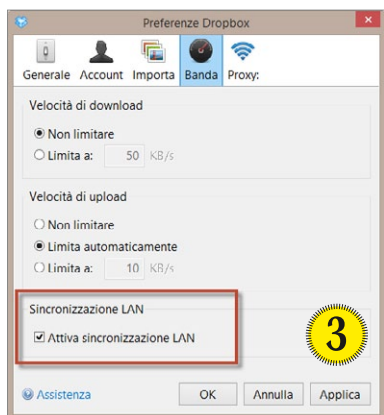 Preferenze Dropbox
Generale Account Importa Banda Proxy:
Velocità di download
Non limitare
Limita a: 50 KB/s
Velocità di upload
Non limitare
Limita automaticamente
Limita a: 10 KB/s
Sincronizzazione LAN
Attiva sincronizzazione LAN
3
Assistenza OK Annulla Applica